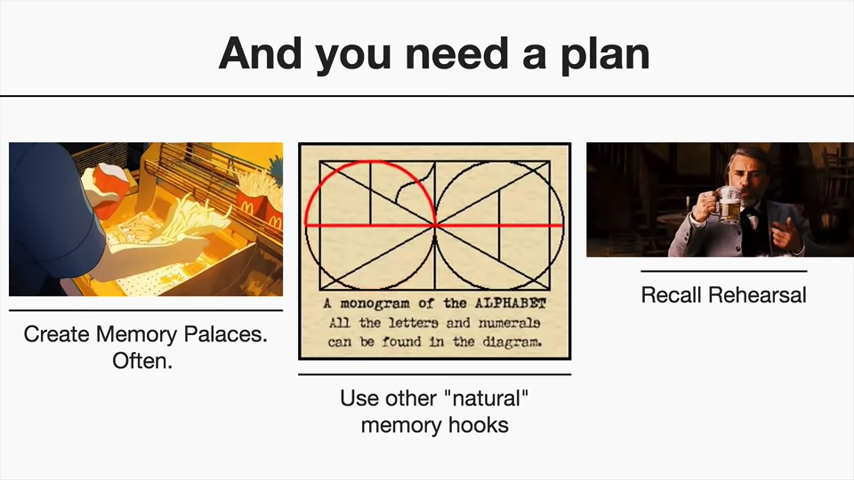 And you need a plan
A monogram of the ALPHABET
All the letters and numerals
can be found in the diagram.
Create Memory Palaces.
Often.
Use other "natural"
memory hooks
Recall Rehearsal